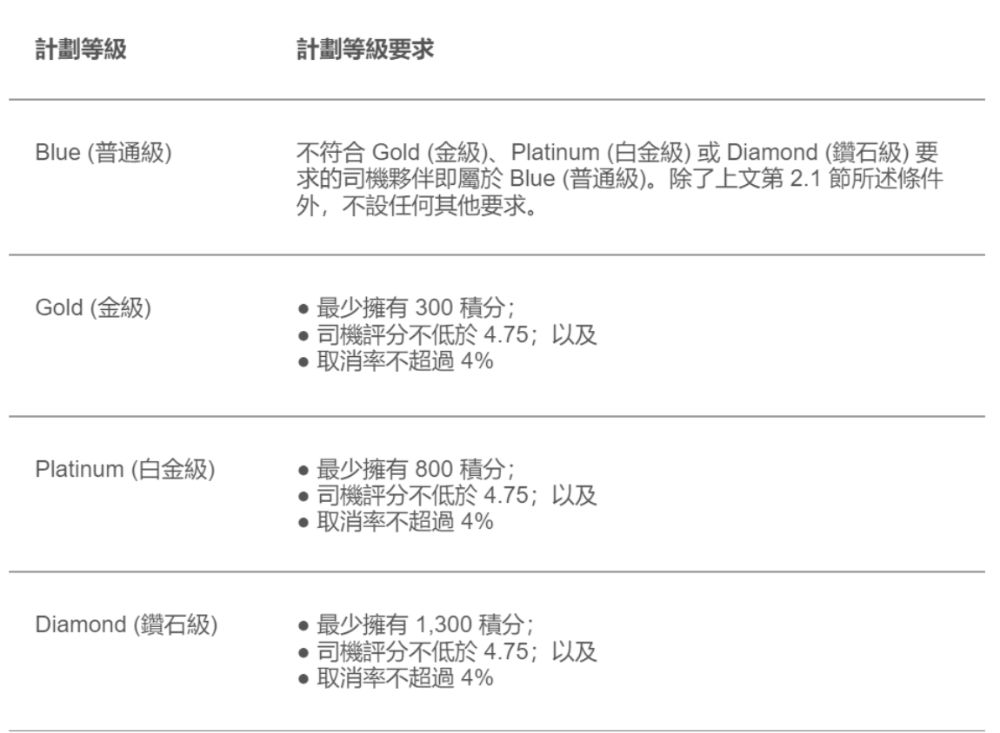 計劃等級 計劃等級要求
Blue (普通級) 不符合 Gold (金級)、Platinum (白金級) 或 Diamond (鑽石級) 要
求的司機夥伴即屬於 Blue (普通級)。除了上文第 2.1 節所述條件
外，不設任何其他要求。
Gold (金級) ● 最少擁有 300 積分；
● 司機評分不低於 4.75；以及
● 取消率不超過 4%
Platinum (白金級) ● 最少擁有 800 積分；
● 司機評分不低於 4.75；以及
● 取消率不超過 4%
Diamond (鑽石級) ● 最少擁有 1,300 積分；
● 司機評分不低於 4.75；以及
● 取消率不超過 4%